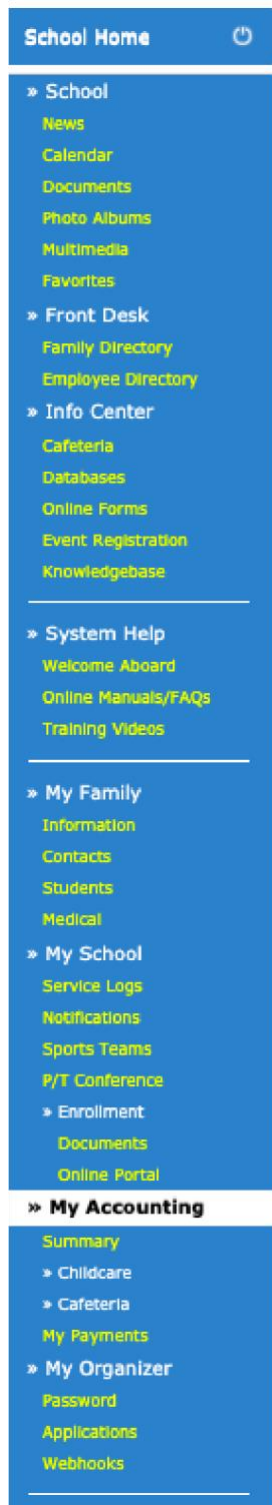 School Home
» School
News
Calendar
Documents
Photo Albums
Multimedia
Favorites
» Front Desk
Family Directory
Employee Directory
» Info Center
Cafeteria
Databases
Online Forms
Event Registration
Knowledgebase
» System Help
Welcome Aboard
Online Manuals/FAQs
Training Videos
» My Family
Information
Contacts
Students
Medical
» My School
Service Logs
Notifications
Sports Teams
P/T Conference
» Enrollment
Documents
Online Portal
» My Accounting
Summary
» Childcare
» Cafeteria
My Payments
» My Organizer
Password
Applications
Webhooks